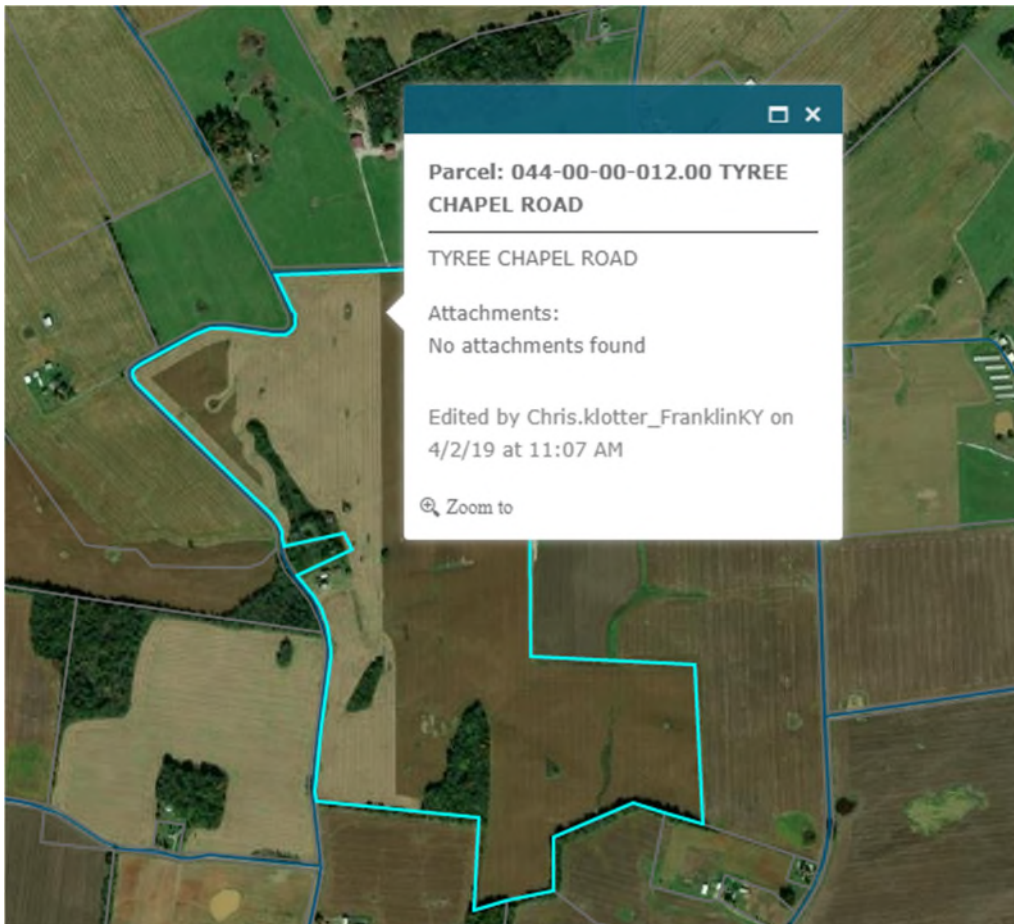 Parcel: 044-00-00-012.00 TYREE
CHAPEL ROAD
TYREE CHAPEL ROAD
Attachments:
No attachments found
Edited by Chris.klotter_FranklinKY on
4/2/19 at 11:07 AM
Zoom to